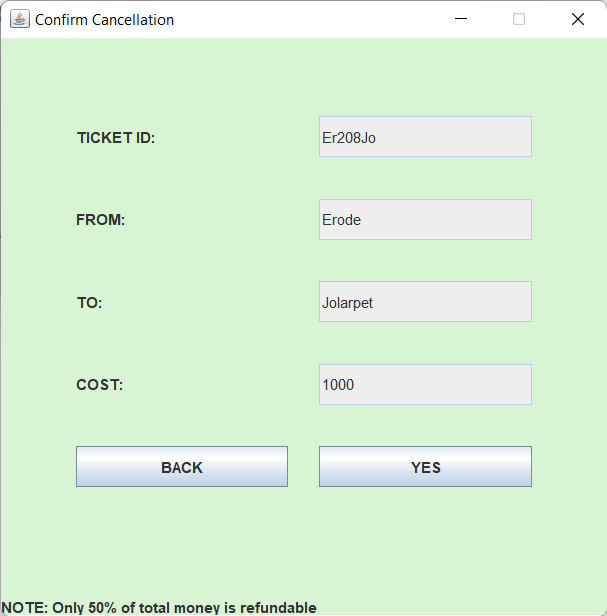 Confirm Cancellation
TICKET ID: Er208Jo
FROM: Erode
TO: Jolarpet
COST: 1000
BACK YES
NOTE: Only 50% of total money is refundable